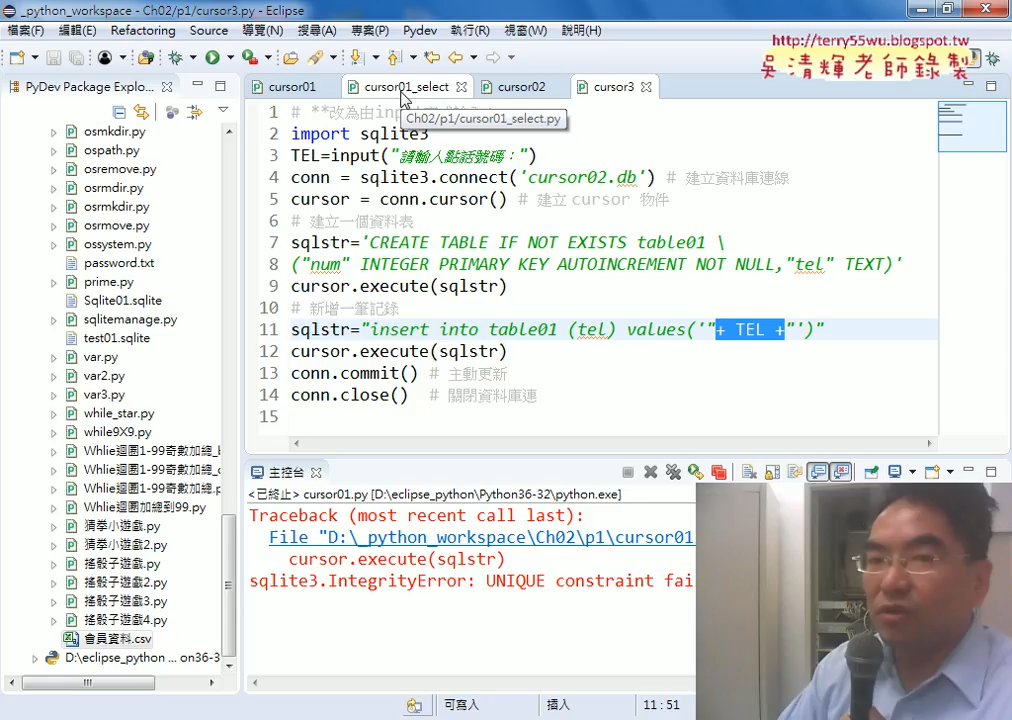 _python_workspace - Ch02/p1/cursor3.py - Eclipse
檔案(F) 編輯(E) Refactoring Source 導覽(N) 搜尋(A) 專案(P) Pydev 執行(R) 視窗(W) 說明(H)
http://terry55wu.blogspot.tw
吳清輝老師錄製
PyDev Package Explo...
cursor01
cursor01_select
cursor02
cursor3
Ch02/p1/cursor01_select.py
osmkdir.py
ospath.py
osremove.py
osrmdir.py
osrmkdir.py
osrmove.py
ossystem.py
password.txt
prime.py
Sqlite01.sqlite
sqlitemanage.py
test01.sqlite
var.py
var2.py
var3.py
while_star.py
while9X9.py
Whlie迴圈1-99奇數加總_
Whlie迴圈1-99奇數加總_
Whlie迴圈1-99奇數加總.
Whlie迴圈加總到99.py
猜拳小遊戲.py
猜拳小遊戲2.py
搖骰子遊戲.py
搖骰子遊戲2.py
搖骰子遊戲3.py
搖骰子遊戲4.py
會員資料.csv
D:\eclipse_python ... on36-3
1 # **改為由in
2 import sqlite3
3 TEL=input("請輸入點話號碼：")
4 conn = sqlite3.connect('cursor02.db') # 建立資料庫連線
5 cursor = conn.cursor() # 建立 cursor 物件
6 # 建立一個資料表
7 sqlstr='CREATE TABLE IF NOT EXISTS table01 \
8 ("num" INTEGER PRIMARY KEY AUTOINCREMENT NOT NULL,"tel" TEXT)'
9 cursor.execute(sqlstr)
10 # 新增一筆記錄
11 sqlstr="insert into table01 (tel) values('"+ TEL +"')"
12 cursor.execute(sqlstr)
13 conn.commit() # 主動更新
14 conn.close() # 關閉資料庫連
15
主控台
<已終止> cursor01.py [D:\eclipse_python\Python36-32\python.exe]
Traceback (most recent call last):
File "D:\_python_workspace\Ch02\p1\cursor01
cursor.execute(sqlstr)
sqlite3.IntegrityError: UNIQUE constraint fai
可寫入 插入 11:51